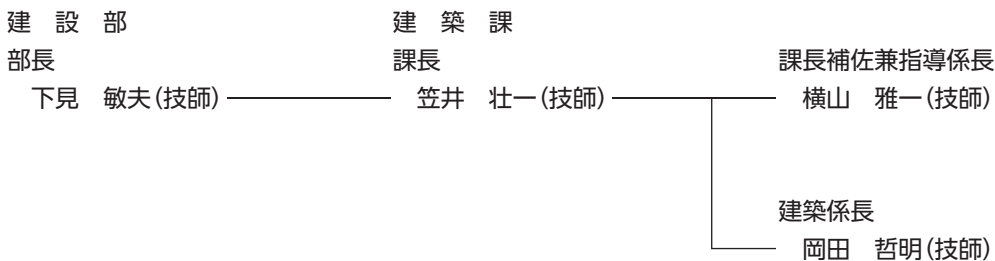 建　設　部
部長
下見　敏夫(技師)
建　築　課
課長
笠井　壮一(技師)
課長補佐兼指導係長
横山　雅一(技師)
建築係長
岡田　哲明(技師)